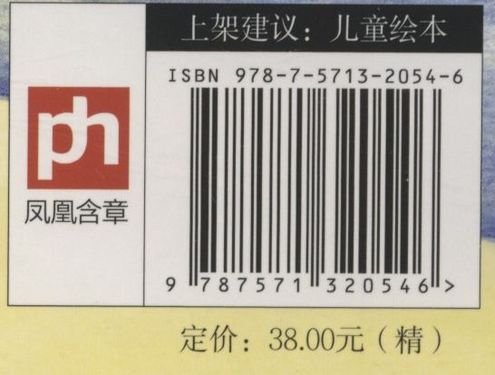 上架建议：儿童绘本
ISBN 978-7-5713-2054-6
ph
凤凰含章
9 787571 320546 >
定价：38.00元（精）